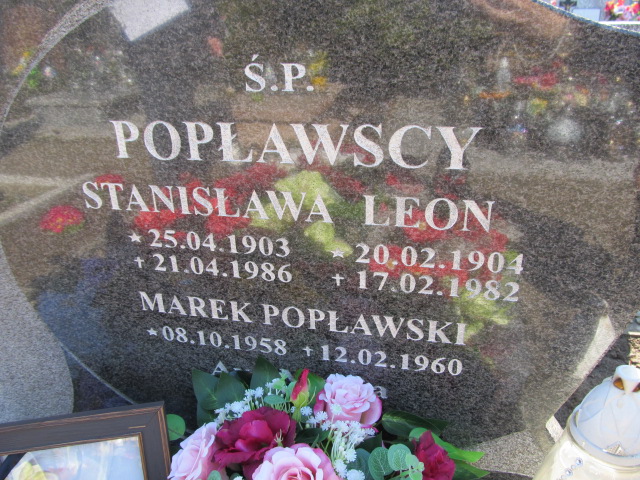 Ś.P.
POPŁAWSCY
STANISŁAWA LEON
* 25.04.1903 * 20.02.1904
+ 21.04.1986 + 17.02.1982
MAREK POPŁAWSKI
* 08.10.1958 + 12.02.1960